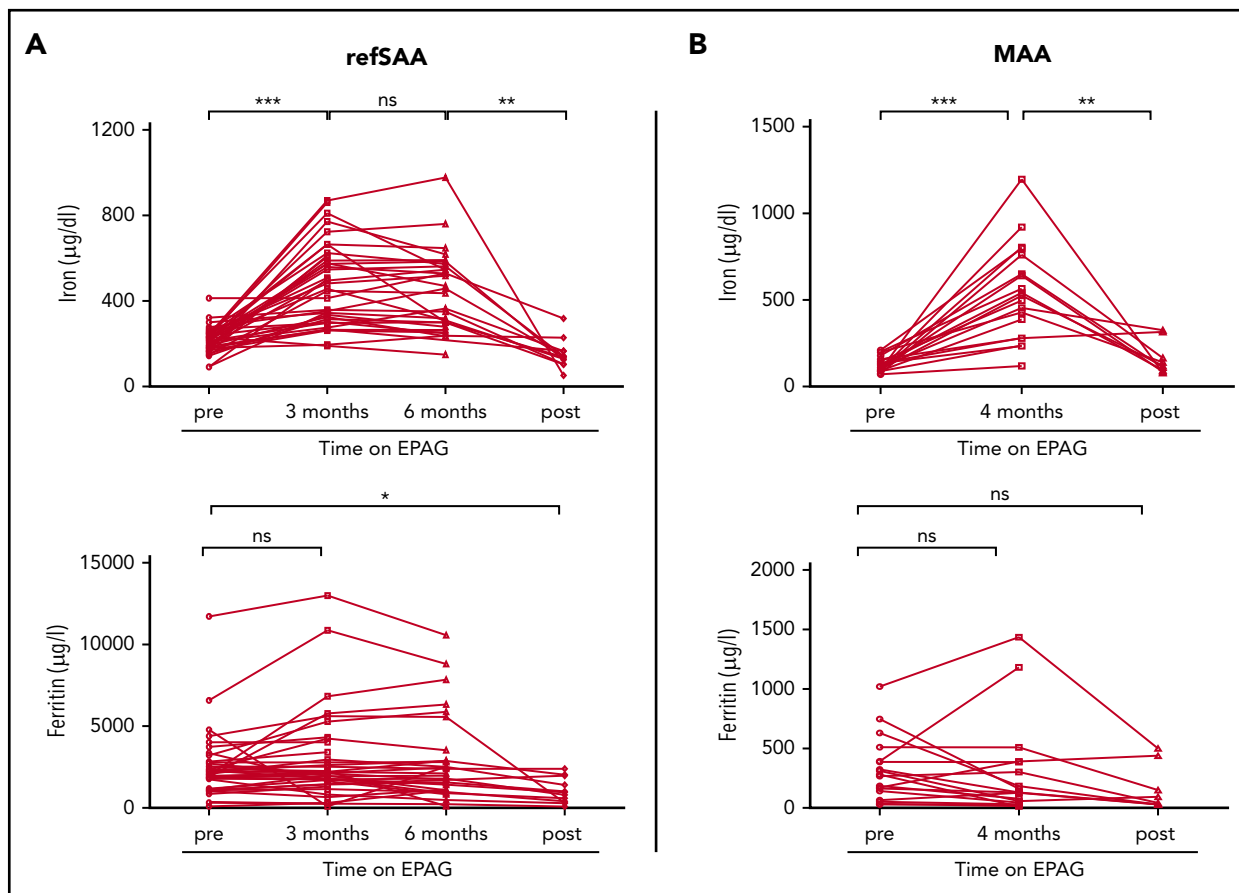 A
refSAA
*** ns **
Iron (µg/dl)
1200
800
400
0
pre 3 months 6 months post
Time on EPAG
*
ns
Ferritin (µg/l)
15000
10000
5000
0
pre 3 months 6 months post
Time on EPAG
B
MAA
*** **
Iron (µg/dl)
1500
1000
500
0
pre 4 months post
Time on EPAG
ns
ns
Ferritin (µg/l)
2000
1500
1000
500
0
pre 4 months post
Time on EPAG